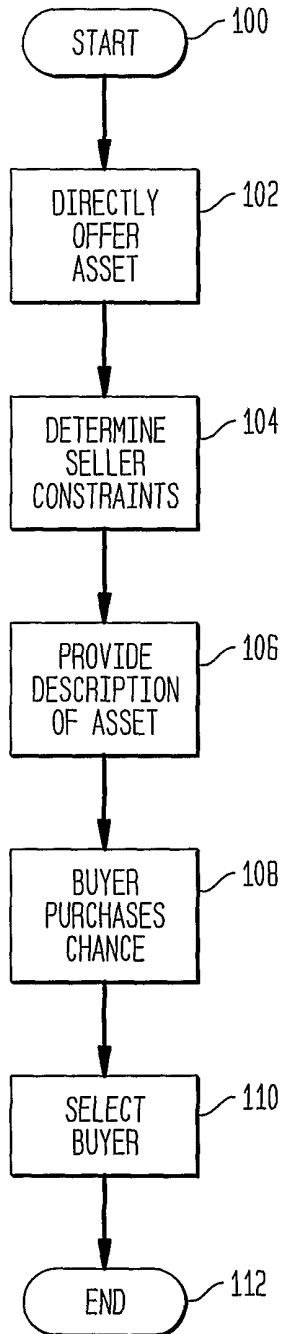 START
100
DIRECTLY
OFFER
ASSET
102
DETERMINE
SELLER
CONSTRAINTS
104
PROVIDE
DESCRIPTION
OF ASSET
106
BUYER
PURCHASES
CHANCE
108
SELECT
BUYER
110
END
112